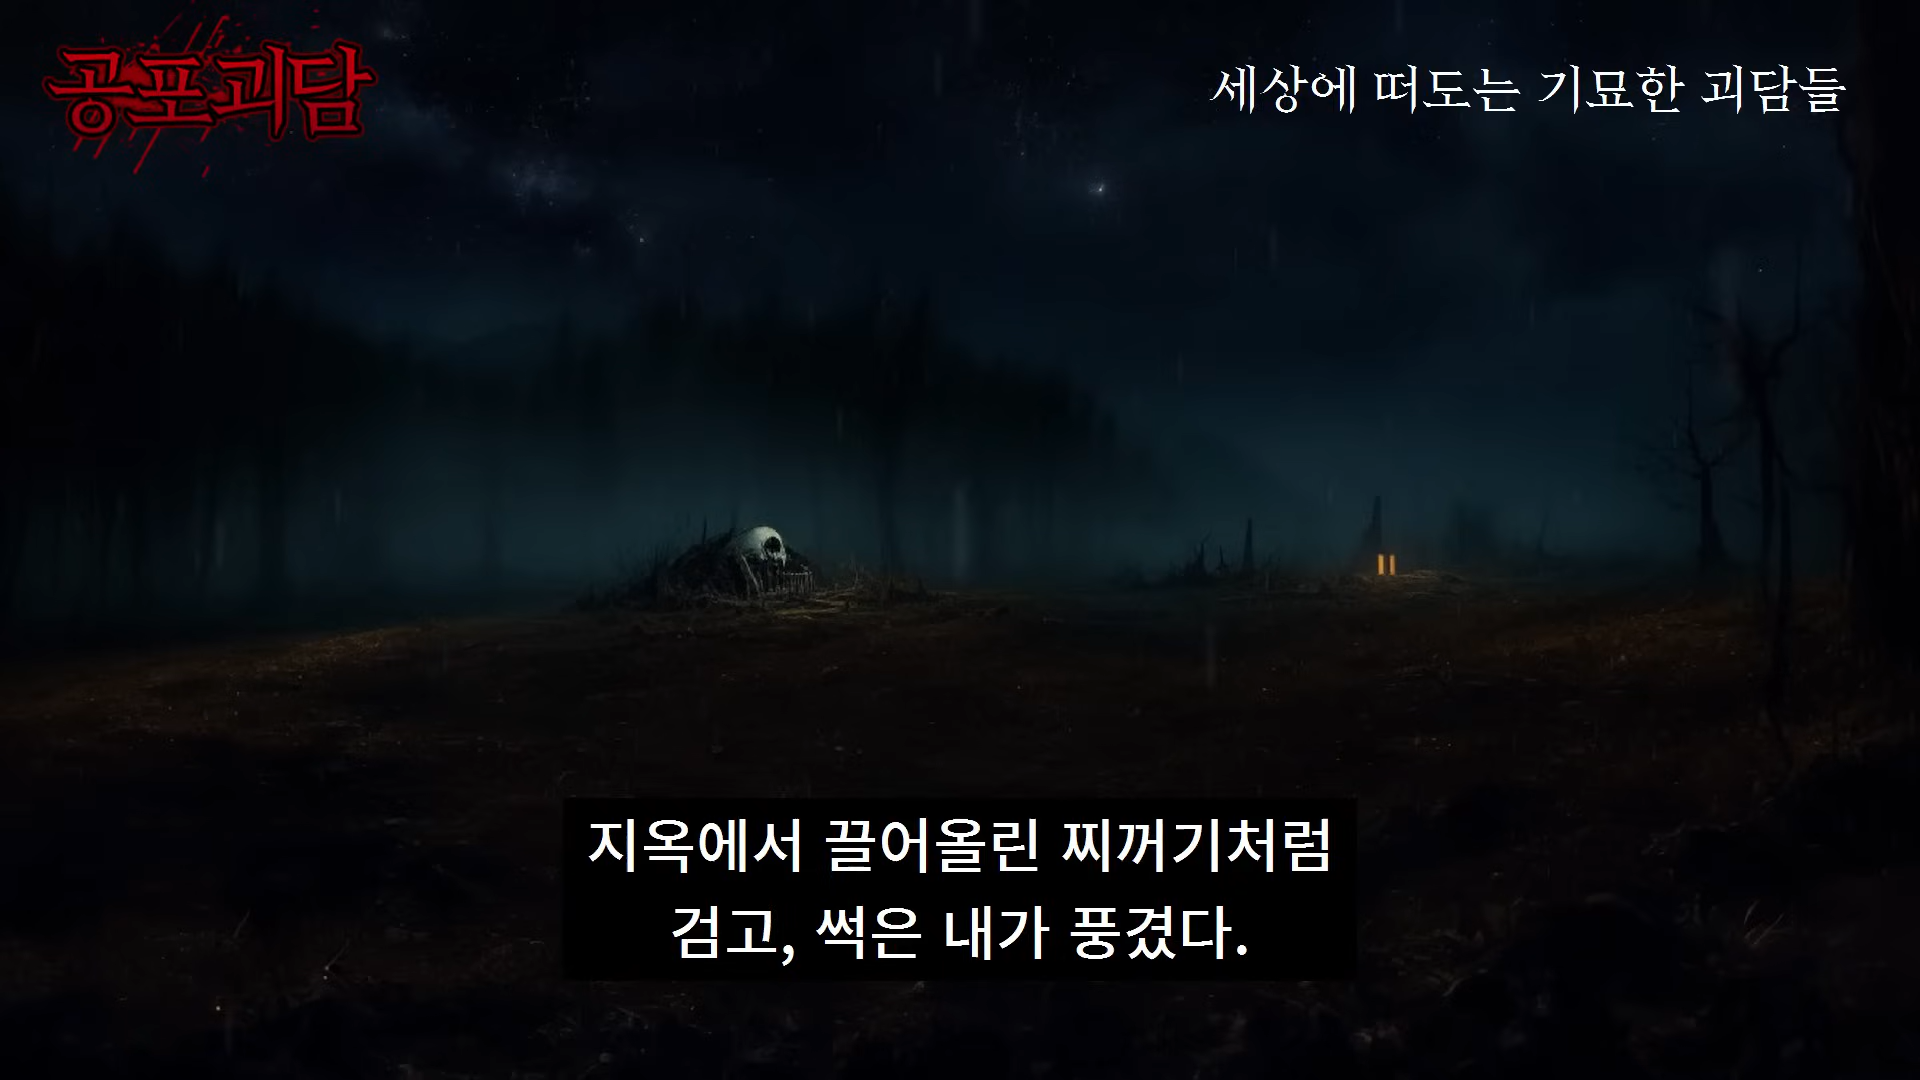 공포괴담
세상에 떠도는 기묘한 괴담들
지옥에서 끌어올린 찌꺼기처럼
검고, 썩은 내가 풍겼다.